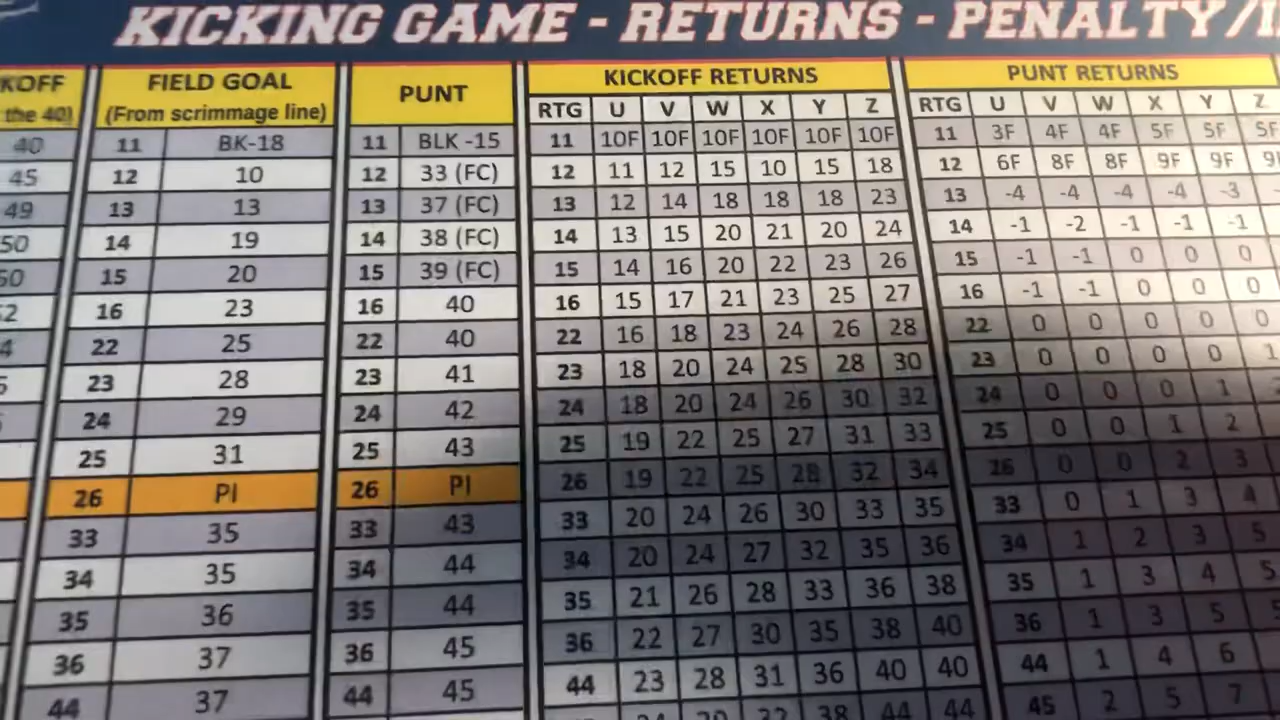 KICKING GAME - RETURNS - PENALTY/I
KOFF FIELD GOAL PUNT KICKOFF RETURNS PUNT RETURNS
the 40) (From scrimmage line) RTG U V W X Y Z RTG U V W X Y Z
40 11 BK-18 11 BLK -15 11 10F 10F 10F 10F 10F 10F 11 3F 4F 4F 5F 5F 5F
45 12 10 12 33 (FC) 12 11 12 15 10 15 18 12 6F 8F 8F 9F 9F
49 13 13 13 37 (FC) 13 12 14 18 18 18 23 13 -4 -4 -4 -4 -3
50 14 19 14 38 (FC) 14 13 15 20 21 20 24 14 -1 -2 -1 -1 -1
50 15 20 15 39 (FC) 15 14 16 20 22 23 26 15 -1 -1 0 0 0
16 23 16 40 16 15 17 21 23 25 27 16 -1 -1 0 0 0
22 25 22 40 22 16 18 23 24 26 28 22 0 0 0 0 0
23 28 23 41 23 18 20 24 25 28 30 23 0 0 0 0 1
24 29 24 42 24 18 20 24 26 30 32 24 0 0 0 1
25 31 25 43 25 19 22 25 27 31 33 25 0 0 1 2
26 PI 26 PI 26 19 22 25 28 32 34 26 0 0 2 3
33 35 33 43 33 20 24 26 30 33 35 33 0 1 3 4
34 35 34 44 34 20 24 27 32 35 36 34 1 2 3 5
35 36 35 44 35 21 26 28 33 36 38 35 1 3 4 5
36 37 36 45 36 22 27 30 35 38 40 36 1 3 5
44 37 44 45 44 23 28 31 36 40 40 44 1 4 6
38 44 44 45 2 5 7